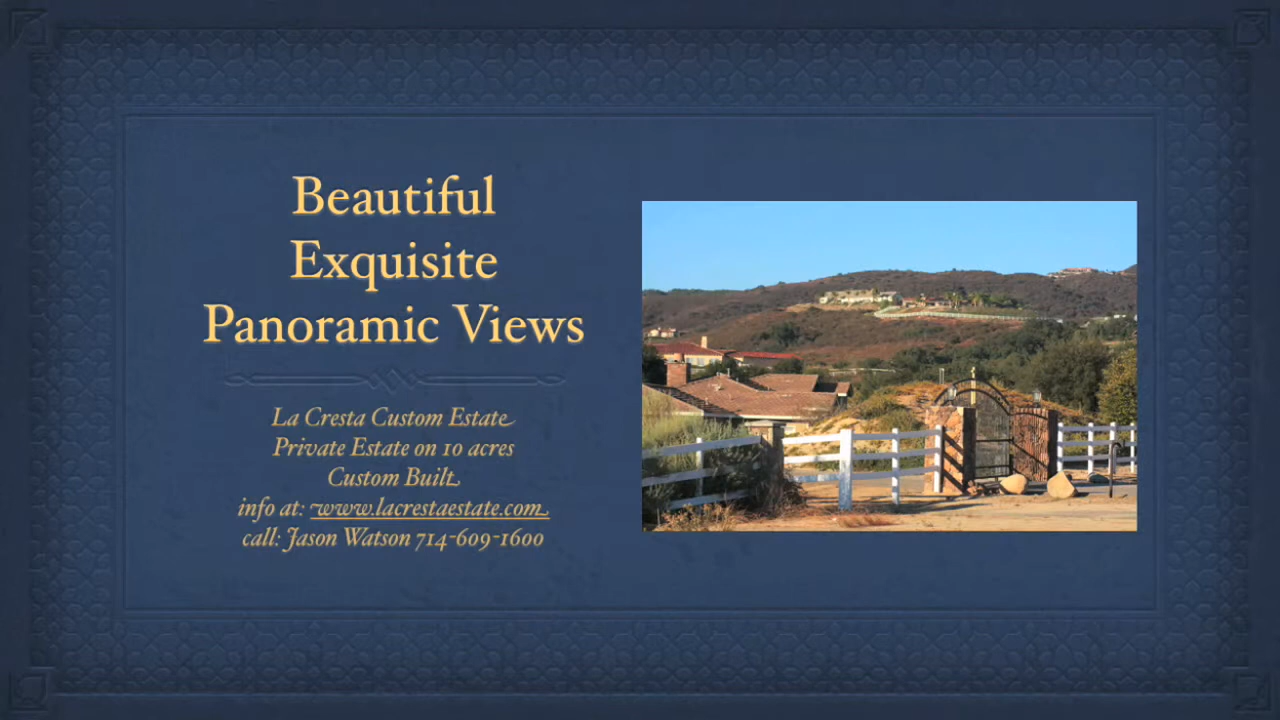 Beautiful
Exquisite
Panoramic Views
La Cresta Custom Estate
Private Estate on 10 acres
Custom Built
info at: www.lacrestaestate.com
call: Jason Watson 714-609-1600